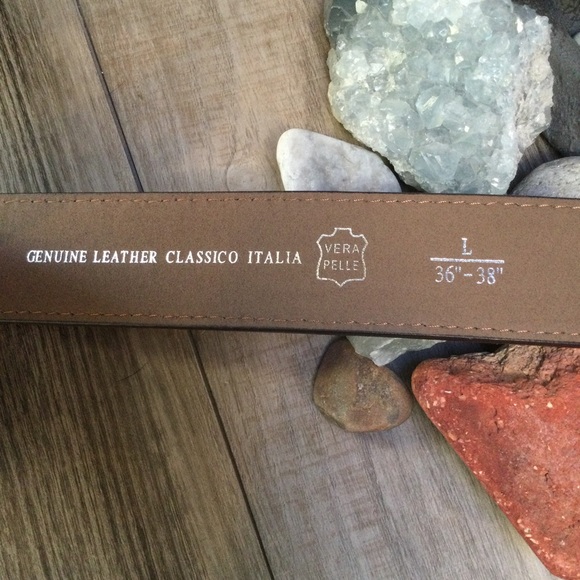 GENUINE LEATHER CLASSICO ITALIA
VERA
PELLE
L
36"-38"